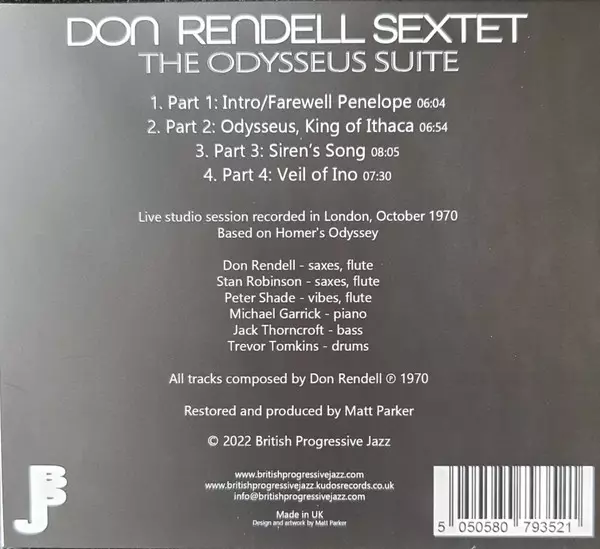 DON RENDELL SEXTET
THE ODYSSEUS SUITE
1. Part 1: Intro/Farewell Penelope 06:04
2. Part 2: Odysseus, King of Ithaca 06:54
3. Part 3: Siren's Song 08:05
4. Part 4: Veil of Ino 07:30
Live studio session recorded in London, October 1970
Based on Homer's Odyssey
Don Rendell - saxes, flute
Stan Robinson - saxes, flute
Peter Shade - vibes, flute
Michael Garrick - piano
Jack Thorncroft - bass
Trevor Tomkins - drums
All tracks composed by Don Rendell ℗ 1970
Restored and produced by Matt Parker
© 2022 British Progressive Jazz
www.britishprogressivejazz.com
www.britishprogressivejazz.kudosrecords.co.uk
info@britishprogressivejazz.com
Made in UK
Design and artwork by Matt Parker
BPJ
5 050580 793521